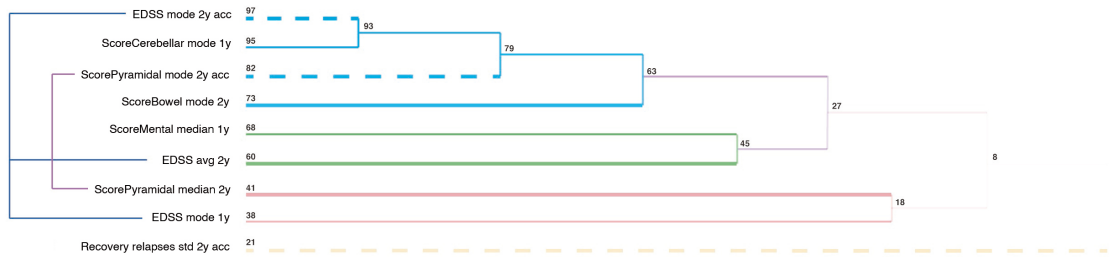 EDSS mode 2y acc 97
93
ScoreCerebellar mode 1y 95
79
ScorePyramidal mode 2y acc 82
63
ScoreBowel mode 2y 73
27
ScoreMental median 1y 68
45
EDSS avg 2y 60
8
ScorePyramidal median 2y 41
18
EDSS mode 1y 38
Recovery relapses std 2y acc 21